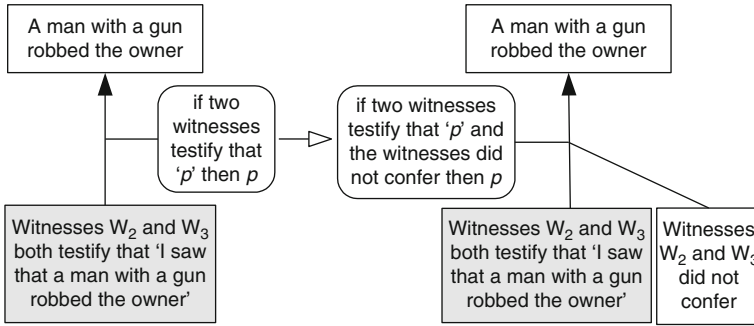 A man with a gun
robbed the owner
if two
witnesses
testify that
‘p’ then p
Witnesses W₂ and W₃
both testify that ‘I saw
that a man with a gun
robbed the owner’
A man with a gun
robbed the owner
if two witnesses
testify that ‘p’ and
the witnesses did
not confer then p
Witnesses W₂ and W₃
both testify that ‘I saw
that a man with a gun
robbed the owner’
Witnesses
W₂ and W₃
did not
confer